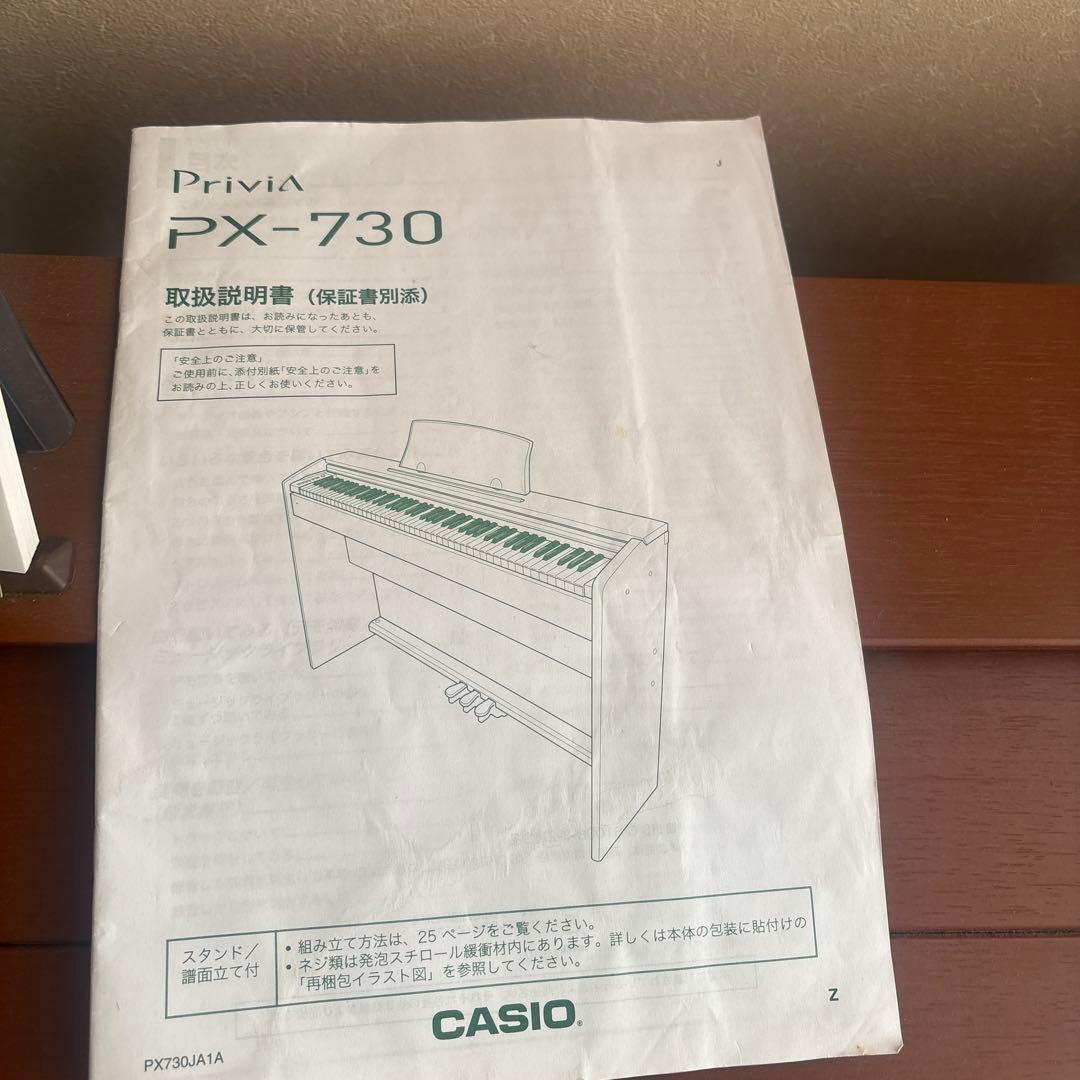 J
Privia
PX-730
取扱説明書（保証書別添）
この取扱説明書は、お読みになったあとも、
保証書とともに、大切に保管してください。
「安全上のご注意」
ご使用前に、添付別紙「安全上のご注意」を
お読みの上、正しくお使いください。
スタンド／
譜面立て付
• 組み立て方法は、25 ページをご覧ください。
• ネジ類は発泡スチロール緩衝材内にあります。詳しくは本体の包装に貼付けの
「再梱包イラスト図」を参照してください。
CASIO®
Z
PX730JA1A